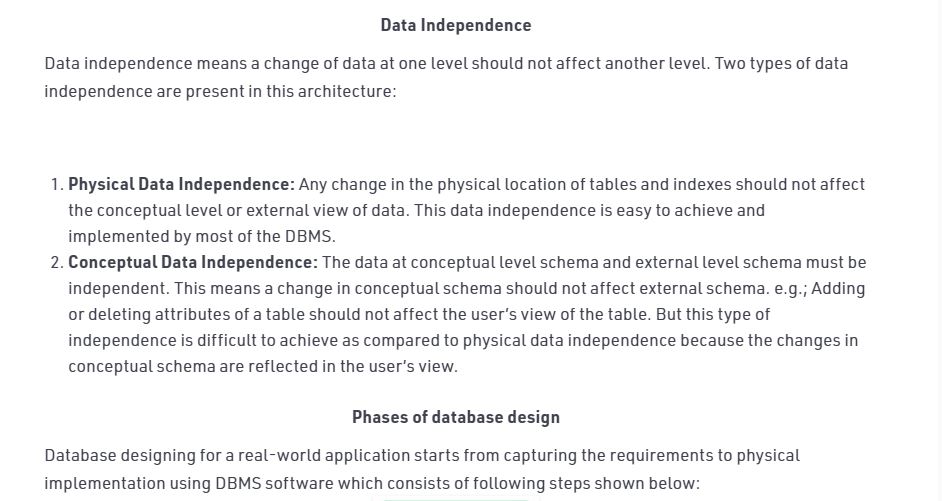 Data Independence
Data independence means a change of data at one level should not affect another level. Two types of data
independence are present in this architecture:
1. Physical Data Independence: Any change in the physical location of tables and indexes should not affect
the conceptual level or external view of data. This data independence is easy to achieve and
implemented by most of the DBMS.
2. Conceptual Data Independence: The data at conceptual level schema and external level schema must be
independent. This means a change in conceptual schema should not affect external schema. e.g.; Adding
or deleting attributes of a table should not affect the user's view of the table. But this type of
independence is difficult to achieve as compared to physical data independence because the changes in
conceptual schema are reflected in the user's view.
Phases of database design
Database designing for a real-world application starts from capturing the requirements to physical
implementation using DBMS software which consists of following steps shown below: